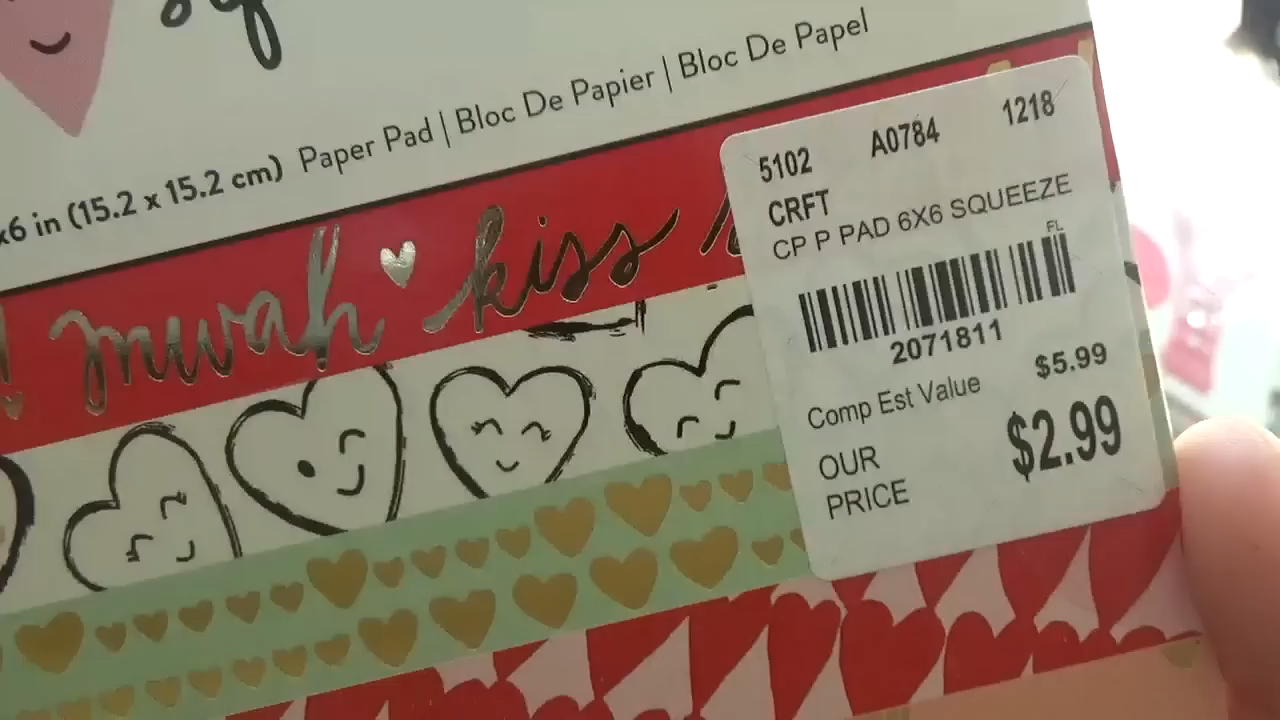 x6 in (15.2 x 15.2 cm) Paper Pad | Bloc De Papier | Bloc De Papel
mwah kiss
5102 A0784 1218
CRFT
CP P PAD 6X6 SQUEEZE
FL
2071811
Comp Est Value $5.99
OUR PRICE $2.99